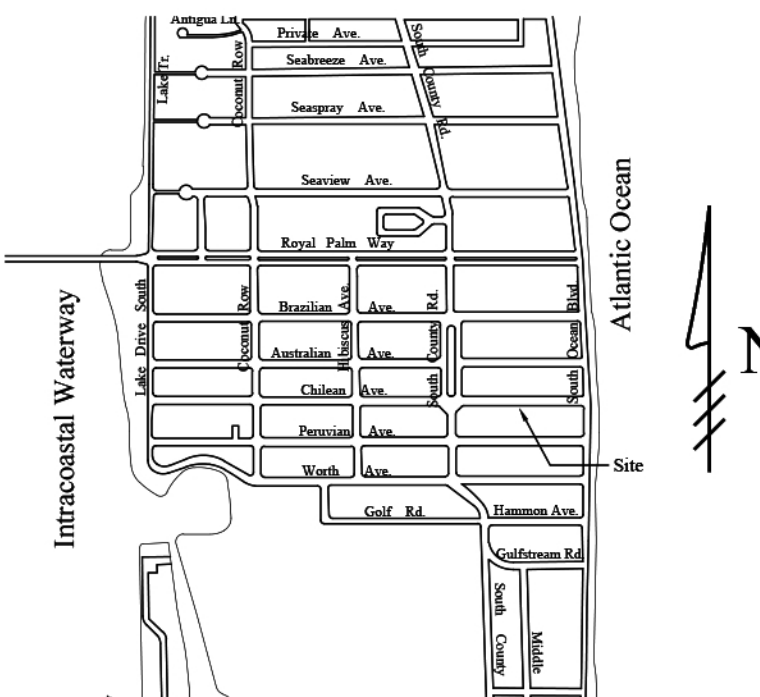 Antigua Ln.
Private Ave.
South County Rd.
Lake Tr.
Coconut Row
Seabreeze Ave.
Seaspray Ave.
Seaview Ave.
Atlantic Ocean
Royal Palm Way
Intracoastal Waterway
Lake Drive South
Coconut Row
Brazilian Ave.
Hibiscus Ave.
South County Rd.
South Ocean Blvd.
Australian Ave.
Chilean Ave.
N
Peruvian Ave.
Worth Ave.
Site
Golf Rd.
Hammon Ave.
Gulfstream Rd.
South County
Middle